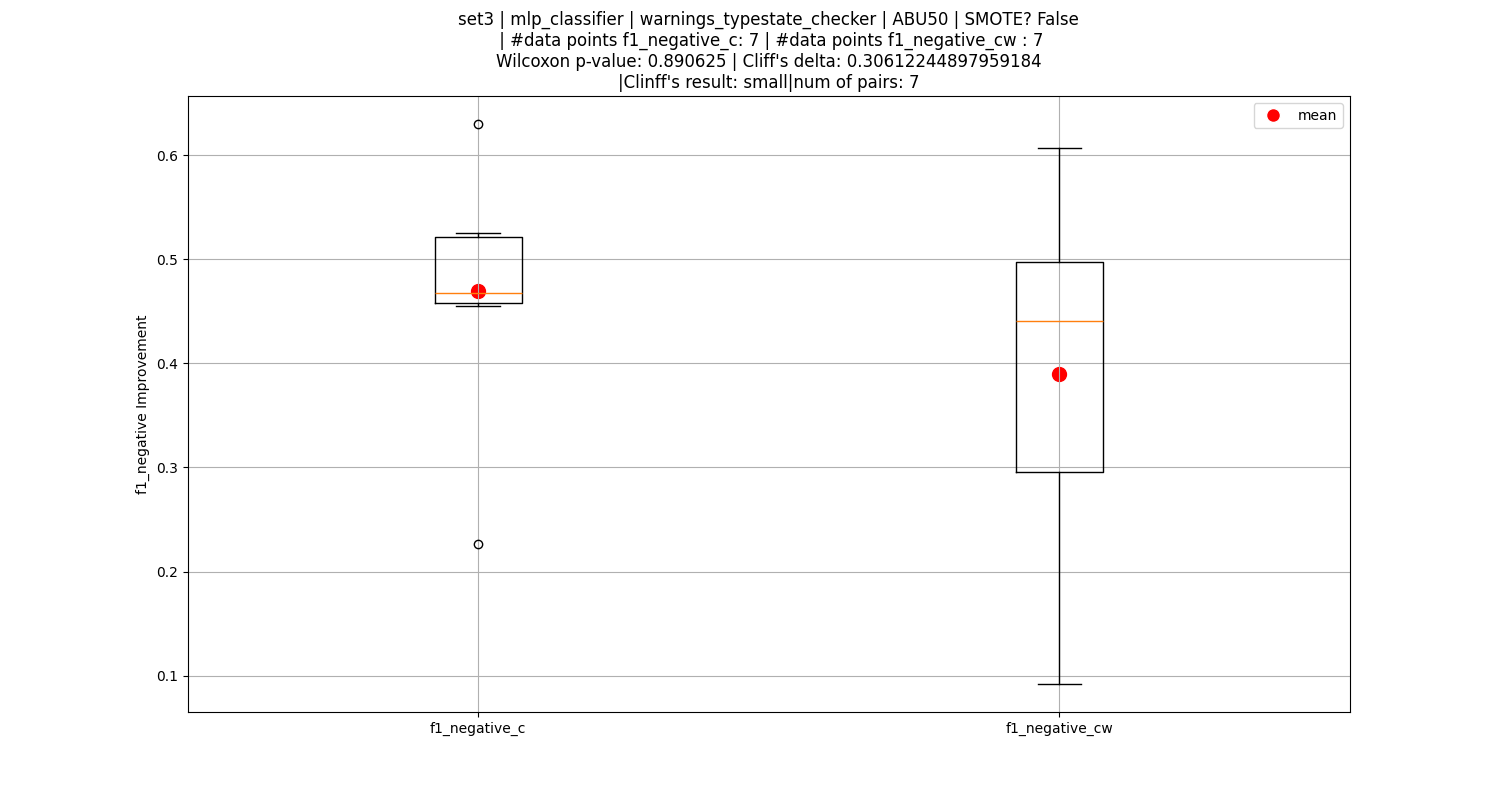 set3 | mlp_classifier | warnings_typestate_checker | ABU50 | SMOTE? False
| #data points f1_negative_c: 7 | #data points f1_negative_cw : 7
Wilcoxon p-value: 0.890625 | Cliff's delta: 0.30612244897959184
|Clinff's result: small|num of pairs: 7
mean
0.6
0.5
0.4
0.3
0.2
0.1
f1_negative Improvement
f1_negative_c
f1_negative_cw